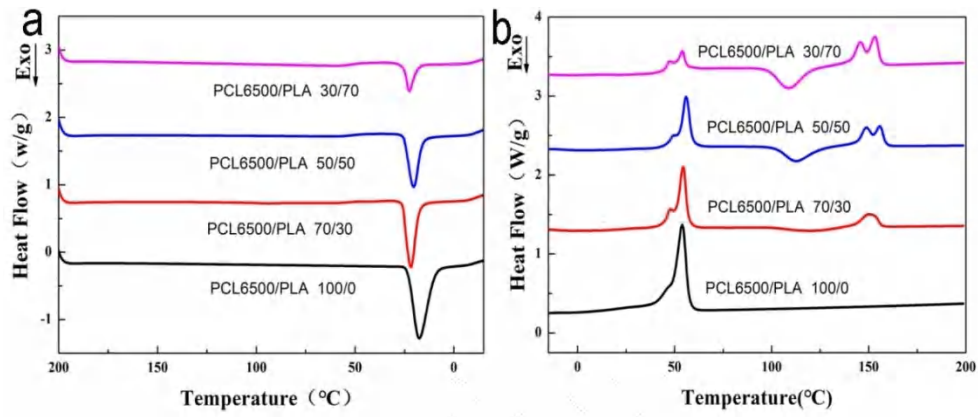 a
Exo
Heat Flow（w/g）
3
2
1
0
-1
PCL6500/PLA 30/70
PCL6500/PLA 50/50
PCL6500/PLA 70/30
PCL6500/PLA 100/0
200
150
100
50
0
Temperature（°C）
b
Exo
Heat Flow（W/g）
4
3
2
1
0
PCL6500/PLA 30/70
PCL6500/PLA 50/50
PCL6500/PLA 70/30
PCL6500/PLA 100/0
0
50
100
150
200
Temperature(°C)